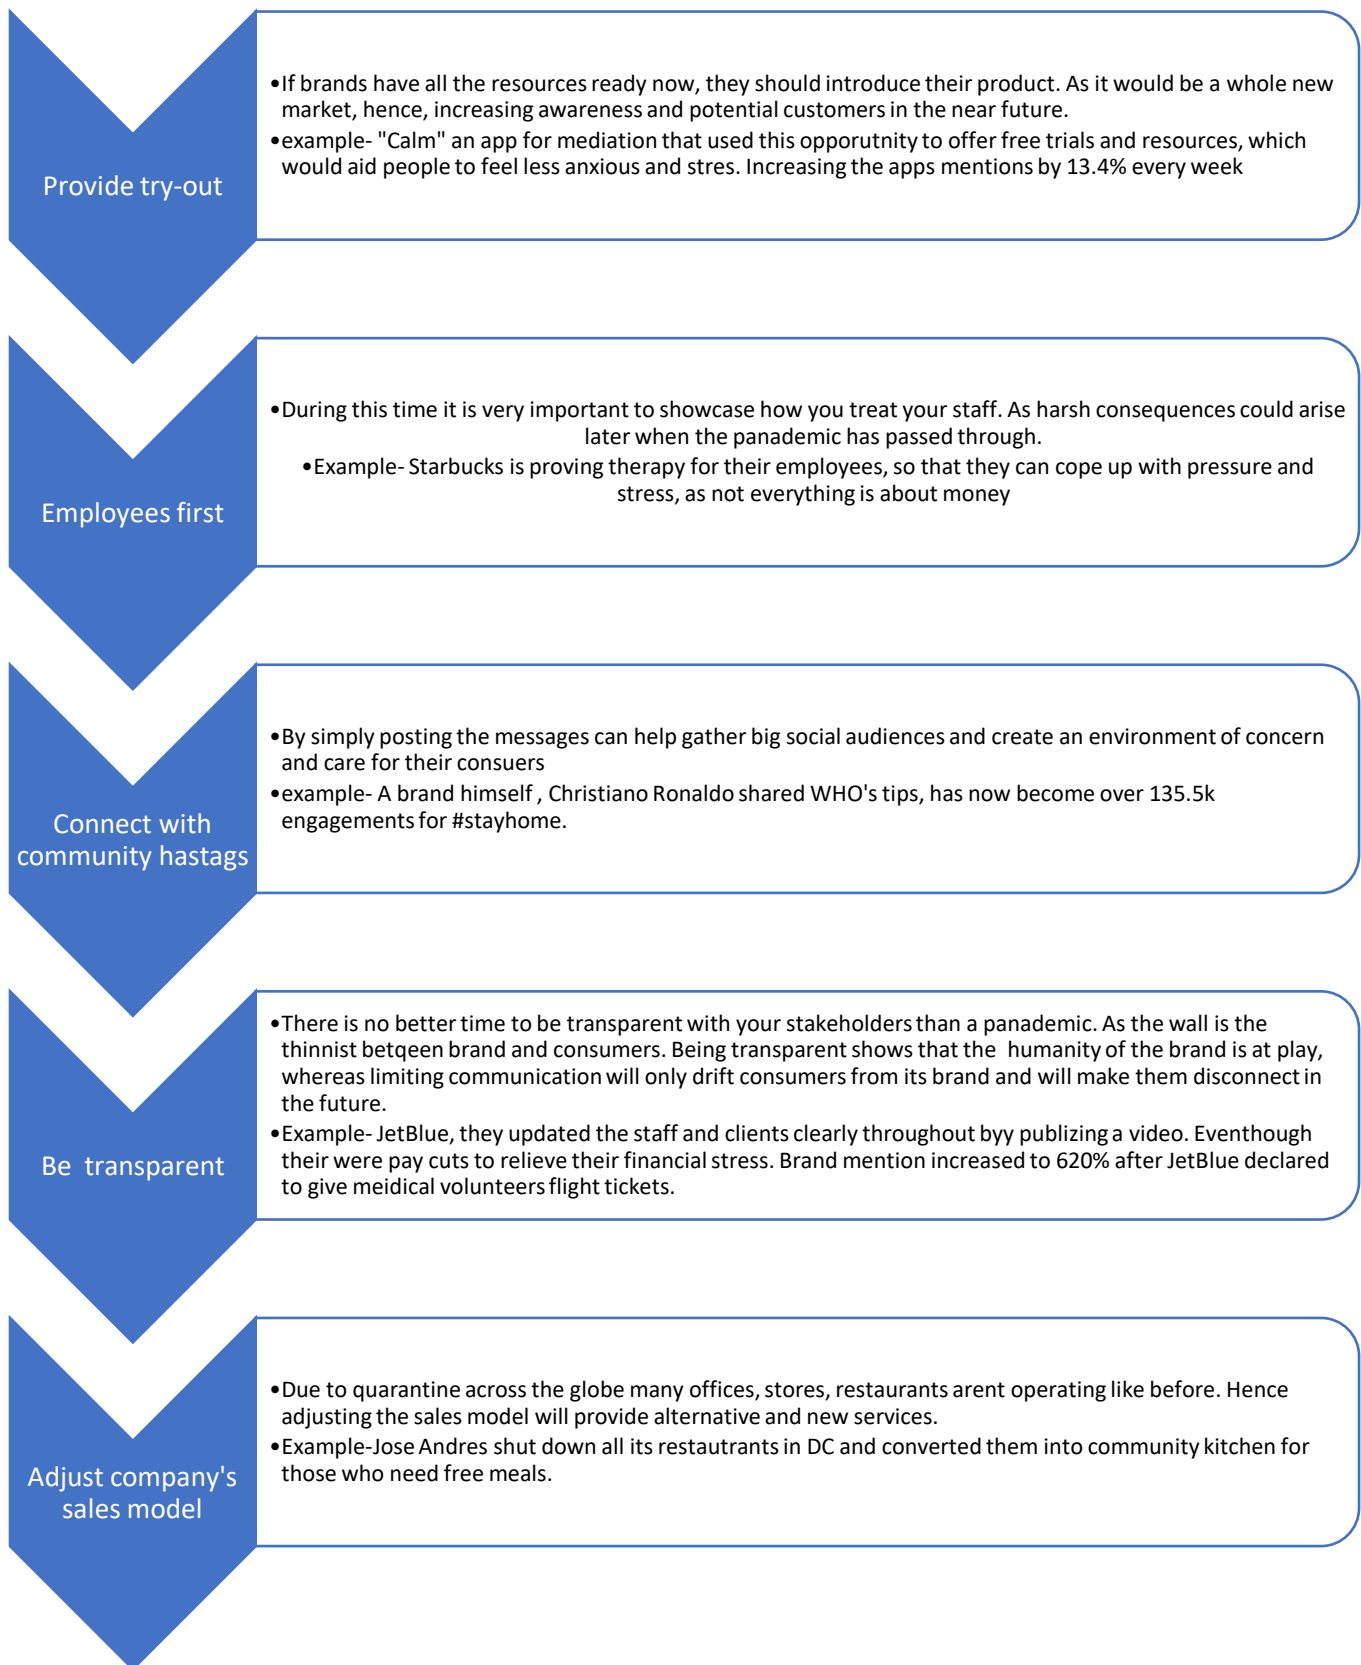 Provide try-out
•If brands have all the resources ready now, they should introduce their product. As it would be a whole new
market, hence, increasing awareness and potential customers in the near future.
•example- "Calm" an app for mediation that used this opporutnity to offer free trials and resources, which
would aid people to feel less anxious and stres. Increasing the apps mentions by 13.4% every week
Employees first
•During this time it is very important to showcase how you treat your staff. As harsh consequences could arise
later when the panademic has passed through.
•Example- Starbucks is proving therapy for their employees, so that they can cope up with pressure and
stress, as not everything is about money
Connect with
community hastags
•By simply posting the messages can help gather big social audiences and create an environment of concern
and care for their consuers
•example- A brand himself , Christiano Ronaldo shared WHO's tips, has now become over 135.5k
engagements for #stayhome.
Be  transparent
•There is no better time to be transparent with your stakeholders than a panademic. As the wall is the
thinnist betqeen brand and consumers. Being transparent shows that the  humanity of the brand is at play,
whereas limiting communication will only drift consumers from its brand and will make them disconnect in
the future.
•Example- JetBlue, they updated the staff and clients clearly throughout byy publizing a video. Eventhough
their were pay cuts to relieve their financial stress. Brand mention increased to 620% after JetBlue declared
to give meidical volunteers flight tickets.
Adjust company's
sales model
•Due to quarantine across the globe many offices, stores, restaurants arent operating like before. Hence
adjusting the sales model will provide alternative and new services.
•Example-Jose Andres shut down all its restautrants in DC and converted them into community kitchen for
those who need free meals.